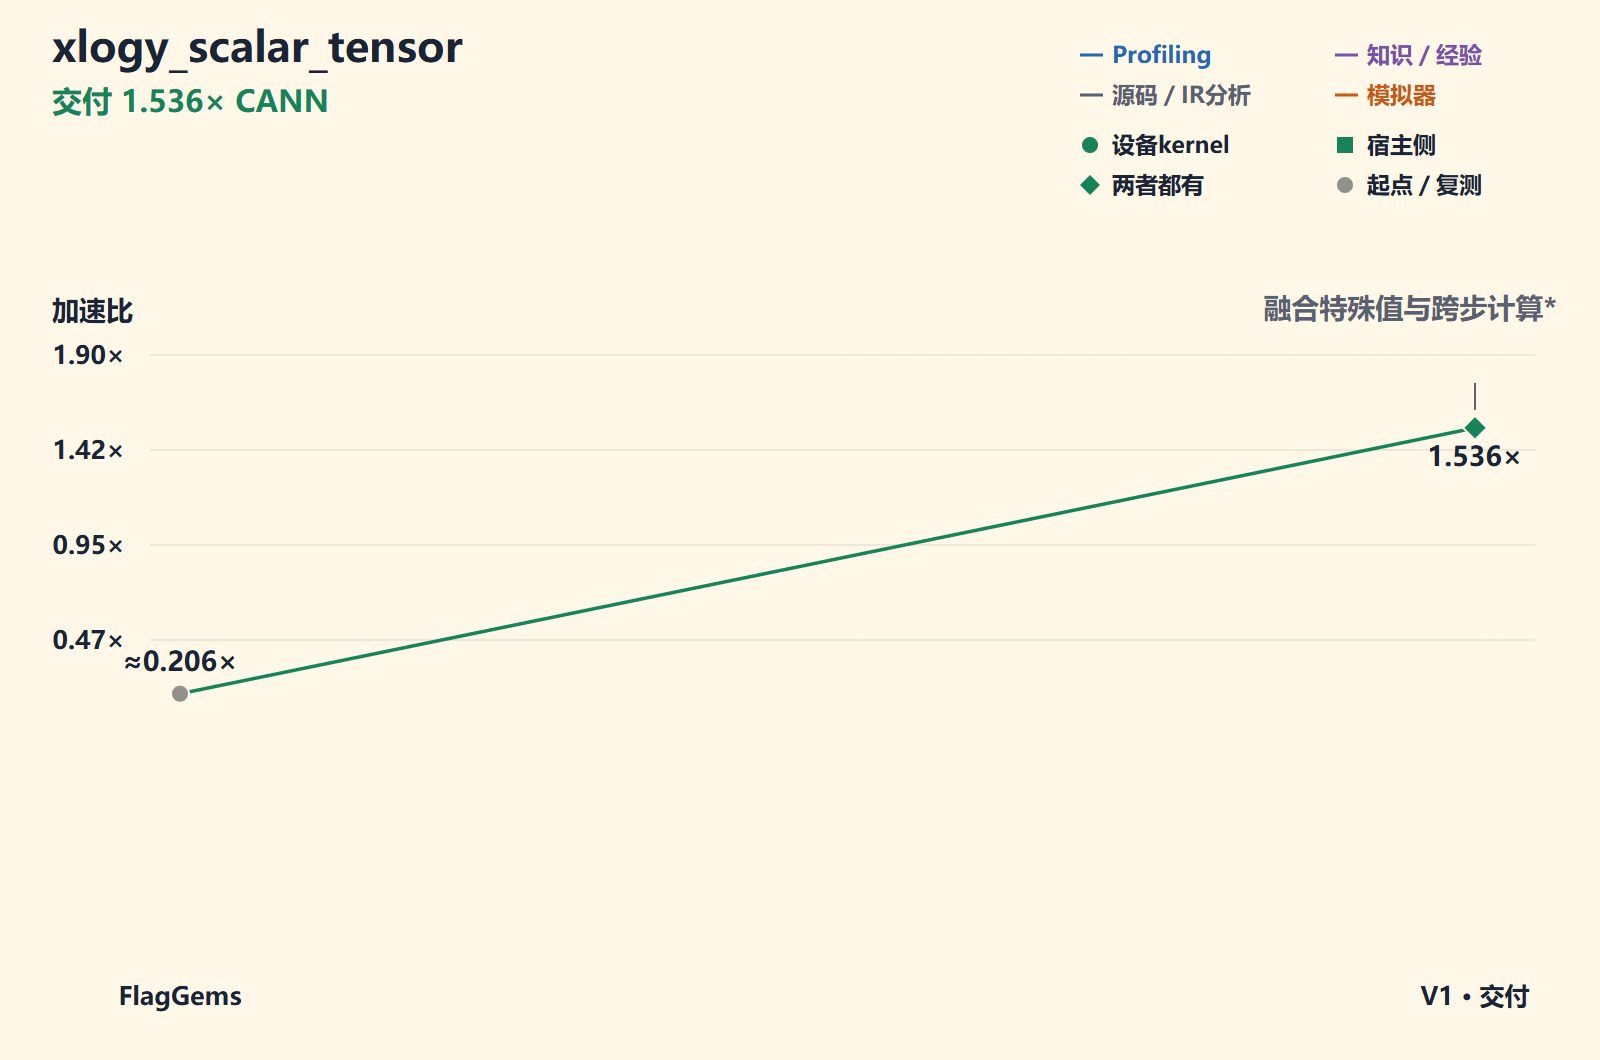 xlogy_scalar_tensor
交付 1.536× CANN
Profiling
知识 / 经验
源码 / IR分析
模拟器
设备kernel
宿主侧
两者都有
起点 / 复测
加速比
融合特殊值与跨步计算*
1.90×
1.42×
1.536×
0.95×
0.47×
≈0.206×
FlagGems
V1 • 交付